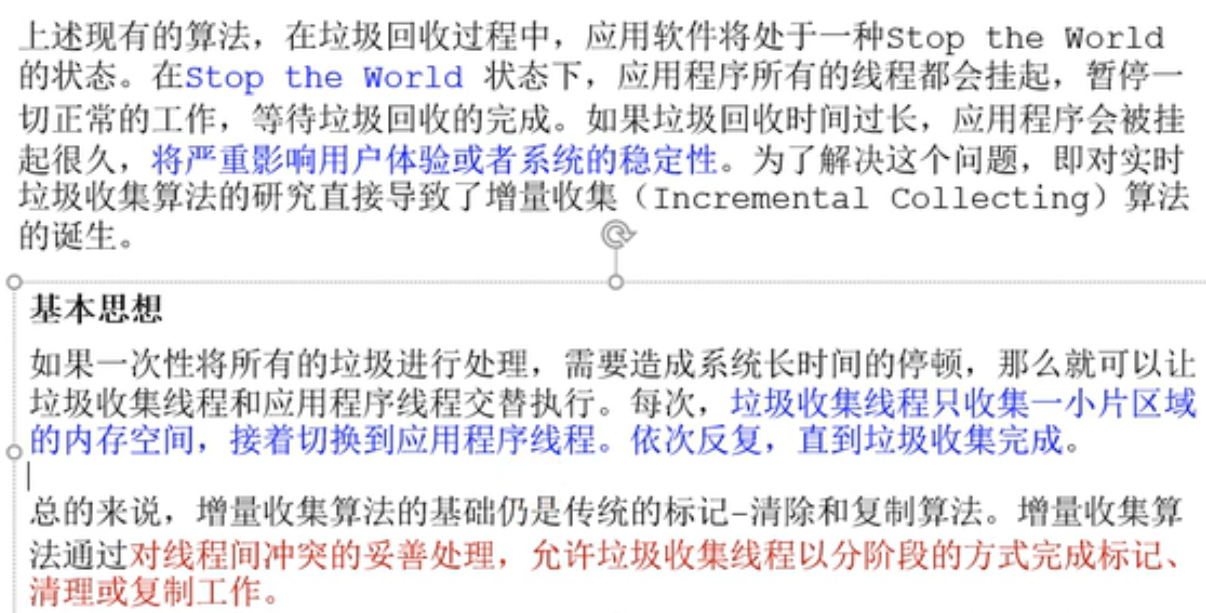 上述现有的算法，在垃圾回收过程中，应用软件将处于一种Stop the World
的状态。在Stop the World 状态下，应用程序所有的线程都会挂起，暂停一
切正常的工作，等待垃圾回收的完成。如果垃圾回收时间过长，应用程序会被挂
起很久，将严重影响用户体验或者系统的稳定性。为了解决这个问题，即对实时
垃圾收集算法的研究直接导致了增量收集（Incremental Collecting）算法
的诞生。
基本思想
如果一次性将所有的垃圾进行处理，需要造成系统长时间的停顿，那么就可以让
垃圾收集线程和应用程序线程交替执行。每次，垃圾收集线程只收集一小片区域
的内存空间，接着切换到应用程序线程。依次反复，直到垃圾收集完成。
总的来说，增量收集算法的基础仍是传统的标记-清除和复制算法。增量收集算
法通过对线程间冲突的妥善处理，允许垃圾收集线程以分阶段的方式完成标记、
清理或复制工作。